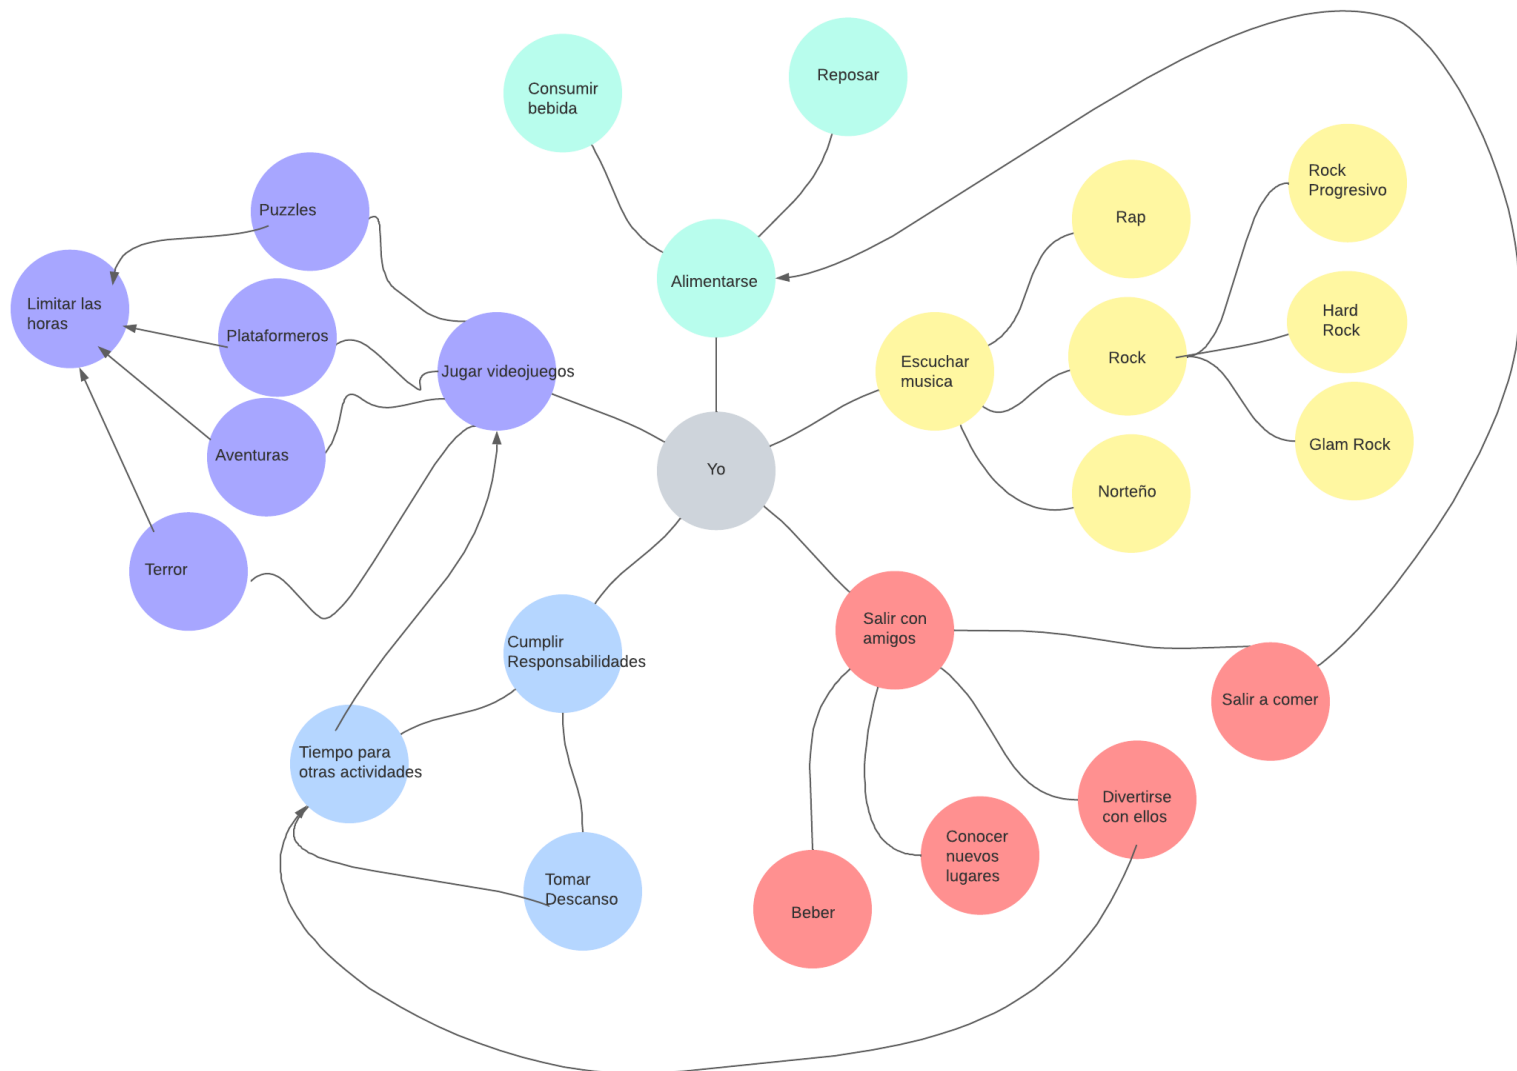 Consumir
bebida
Reposar
Alimentarse
Puzzles
Limitar las
horas
Plataformeros
Jugar videojuegos
Aventuras
Terror
Rap
Rock
Progresivo
Escuchar
musica
Rock
Hard
Rock
Glam Rock
Norteño
Yo
Cumplir
Responsabilidades
Tiempo para
otras actividades
Tomar
Descanso
Salir con
amigos
Salir a comer
Divertirse
con ellos
Conocer
nuevos
lugares
Beber